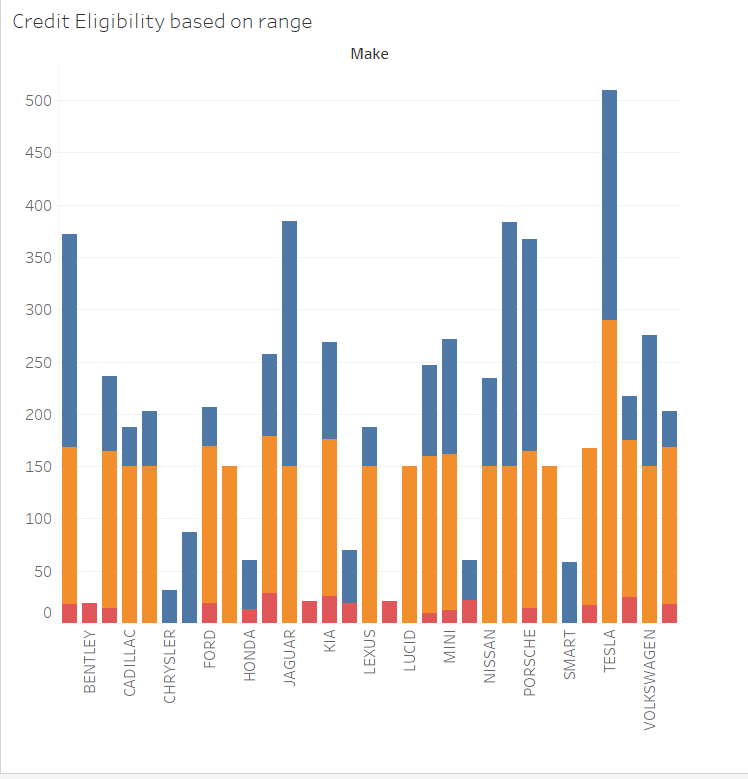 Credit Eligibility based on range
Make
500
450
400
350
300
250
200
150
100
50
0
BENTLEY
CADILLAC
CHRYSLER
FORD
HONDA
JAGUAR
KIA
LEXUS
LUCID
MINI
NISSAN
PORSCHE
SMART
TESLA
VOLKSWAGEN